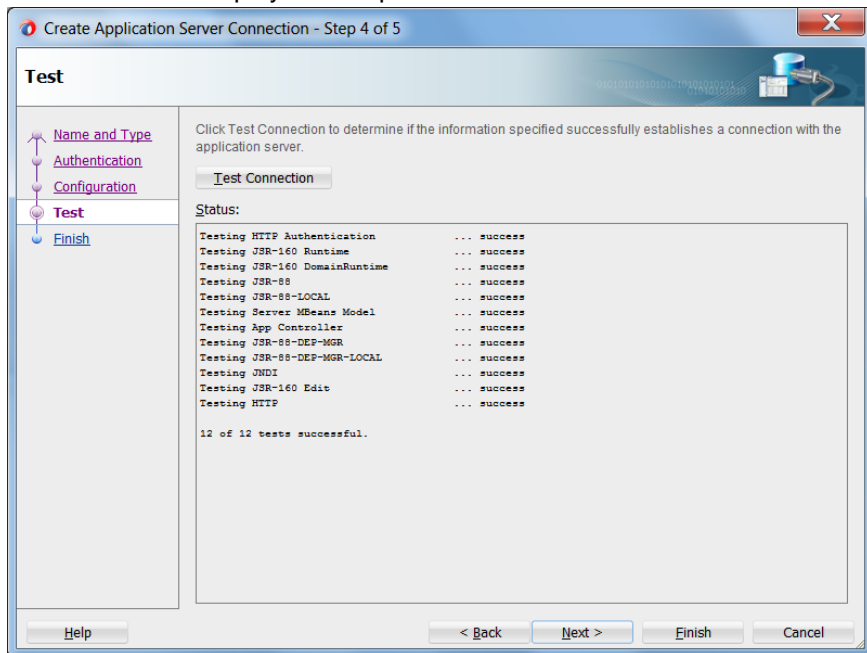 Create Application Server Connection - Step 4 of 5
Test
Name and Type
Authentication
Configuration
Test
Finish
Click Test Connection to determine if the information specified successfully establishes a connection with the
application server.
Test Connection
Status:
Testing HTTP Authentication ... success
Testing JSR-160 Runtime ... success
Testing JSR-160 DomainRuntime ... success
Testing JSR-88 ... success
Testing JSR-88-LOCAL ... success
Testing Server MBeans Model ... success
Testing App Controller ... success
Testing JSR-88-DEP-MGR ... success
Testing JSR-88-DEP-MGR-LOCAL ... success
Testing JNDI ... success
Testing JSR-160 Edit ... success
Testing HTTP ... success
12 of 12 tests successful.
Help
< Back
Next >
Finish
Cancel